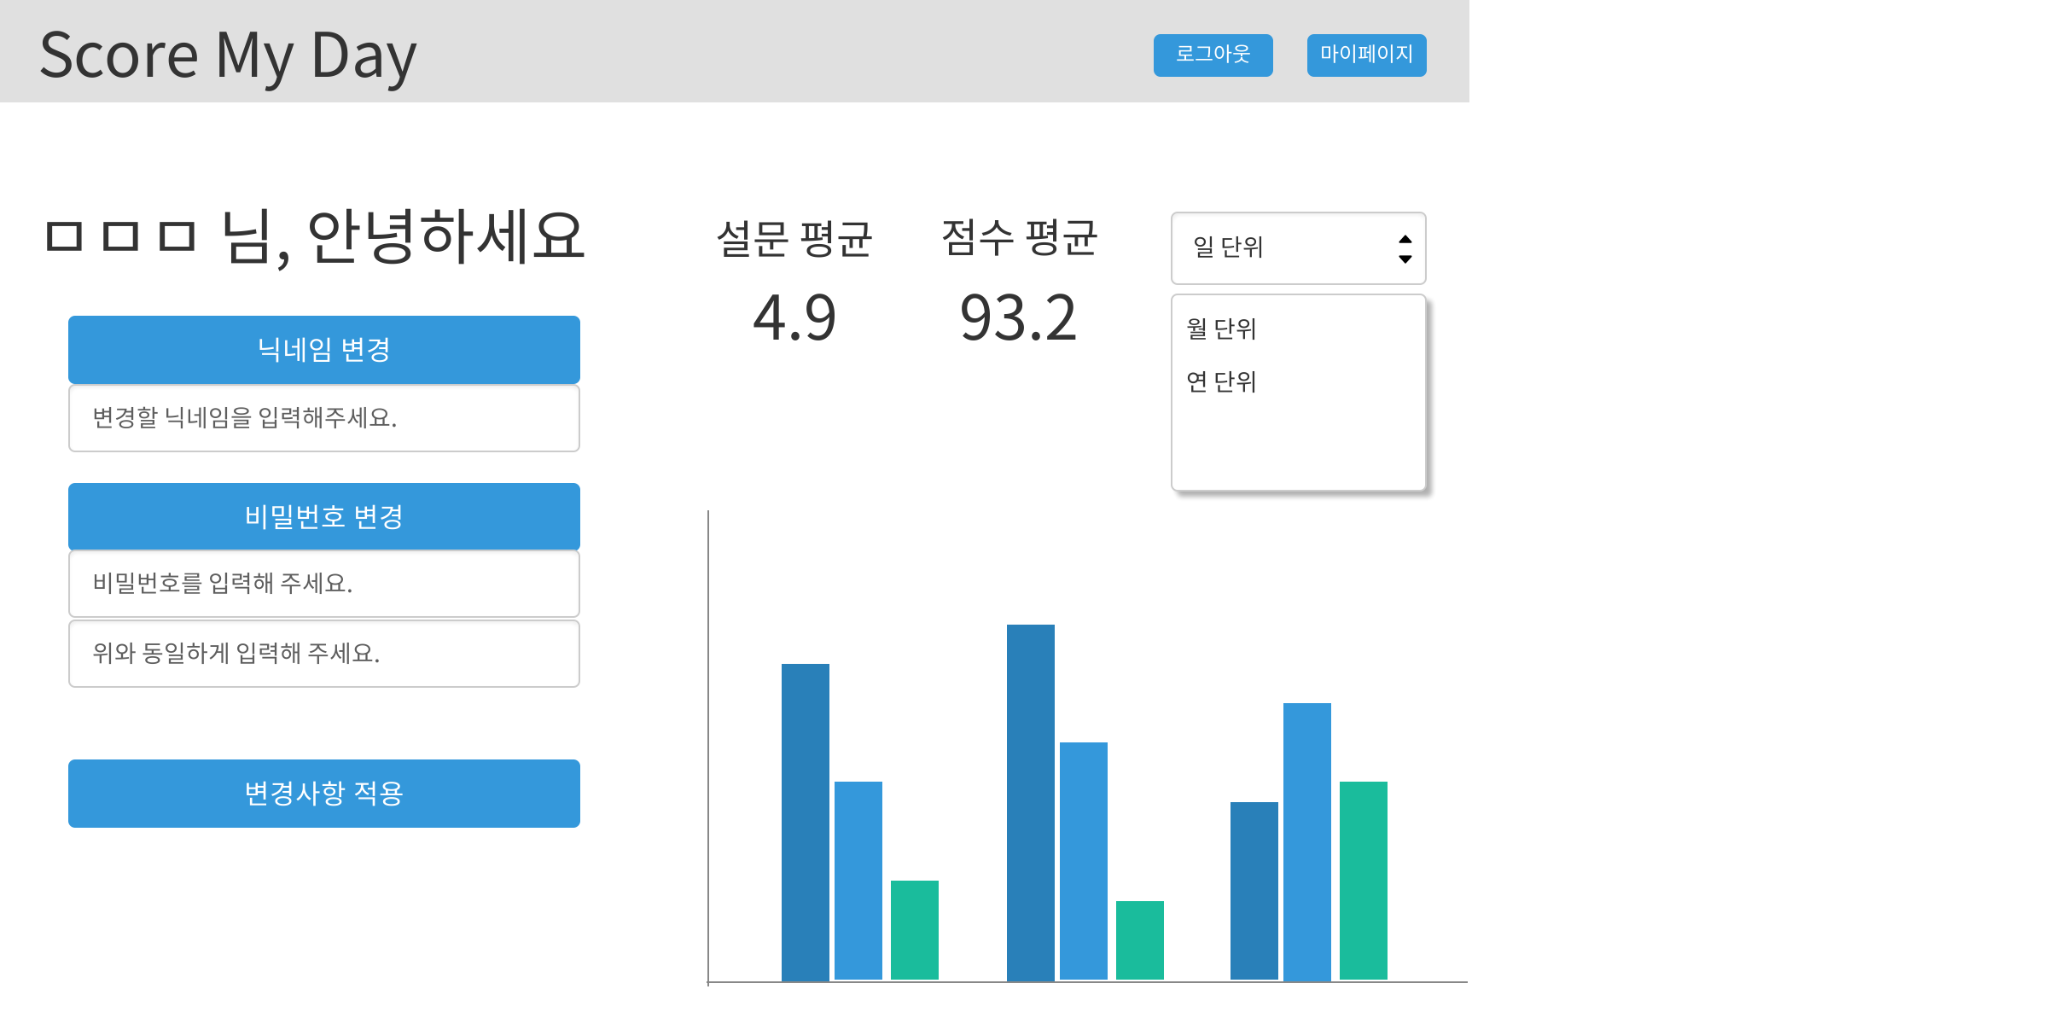 Score My Day
로그아웃
마이페이지
ㅁㅁㅁ 님, 안녕하세요
닉네임 변경
변경할 닉네임을 입력해주세요.
비밀번호 변경
비밀번호를 입력해 주세요.
위와 동일하게 입력해 주세요.
변경사항 적용
설문 평균
4.9
점수 평균
93.2
일 단위
월 단위
연 단위